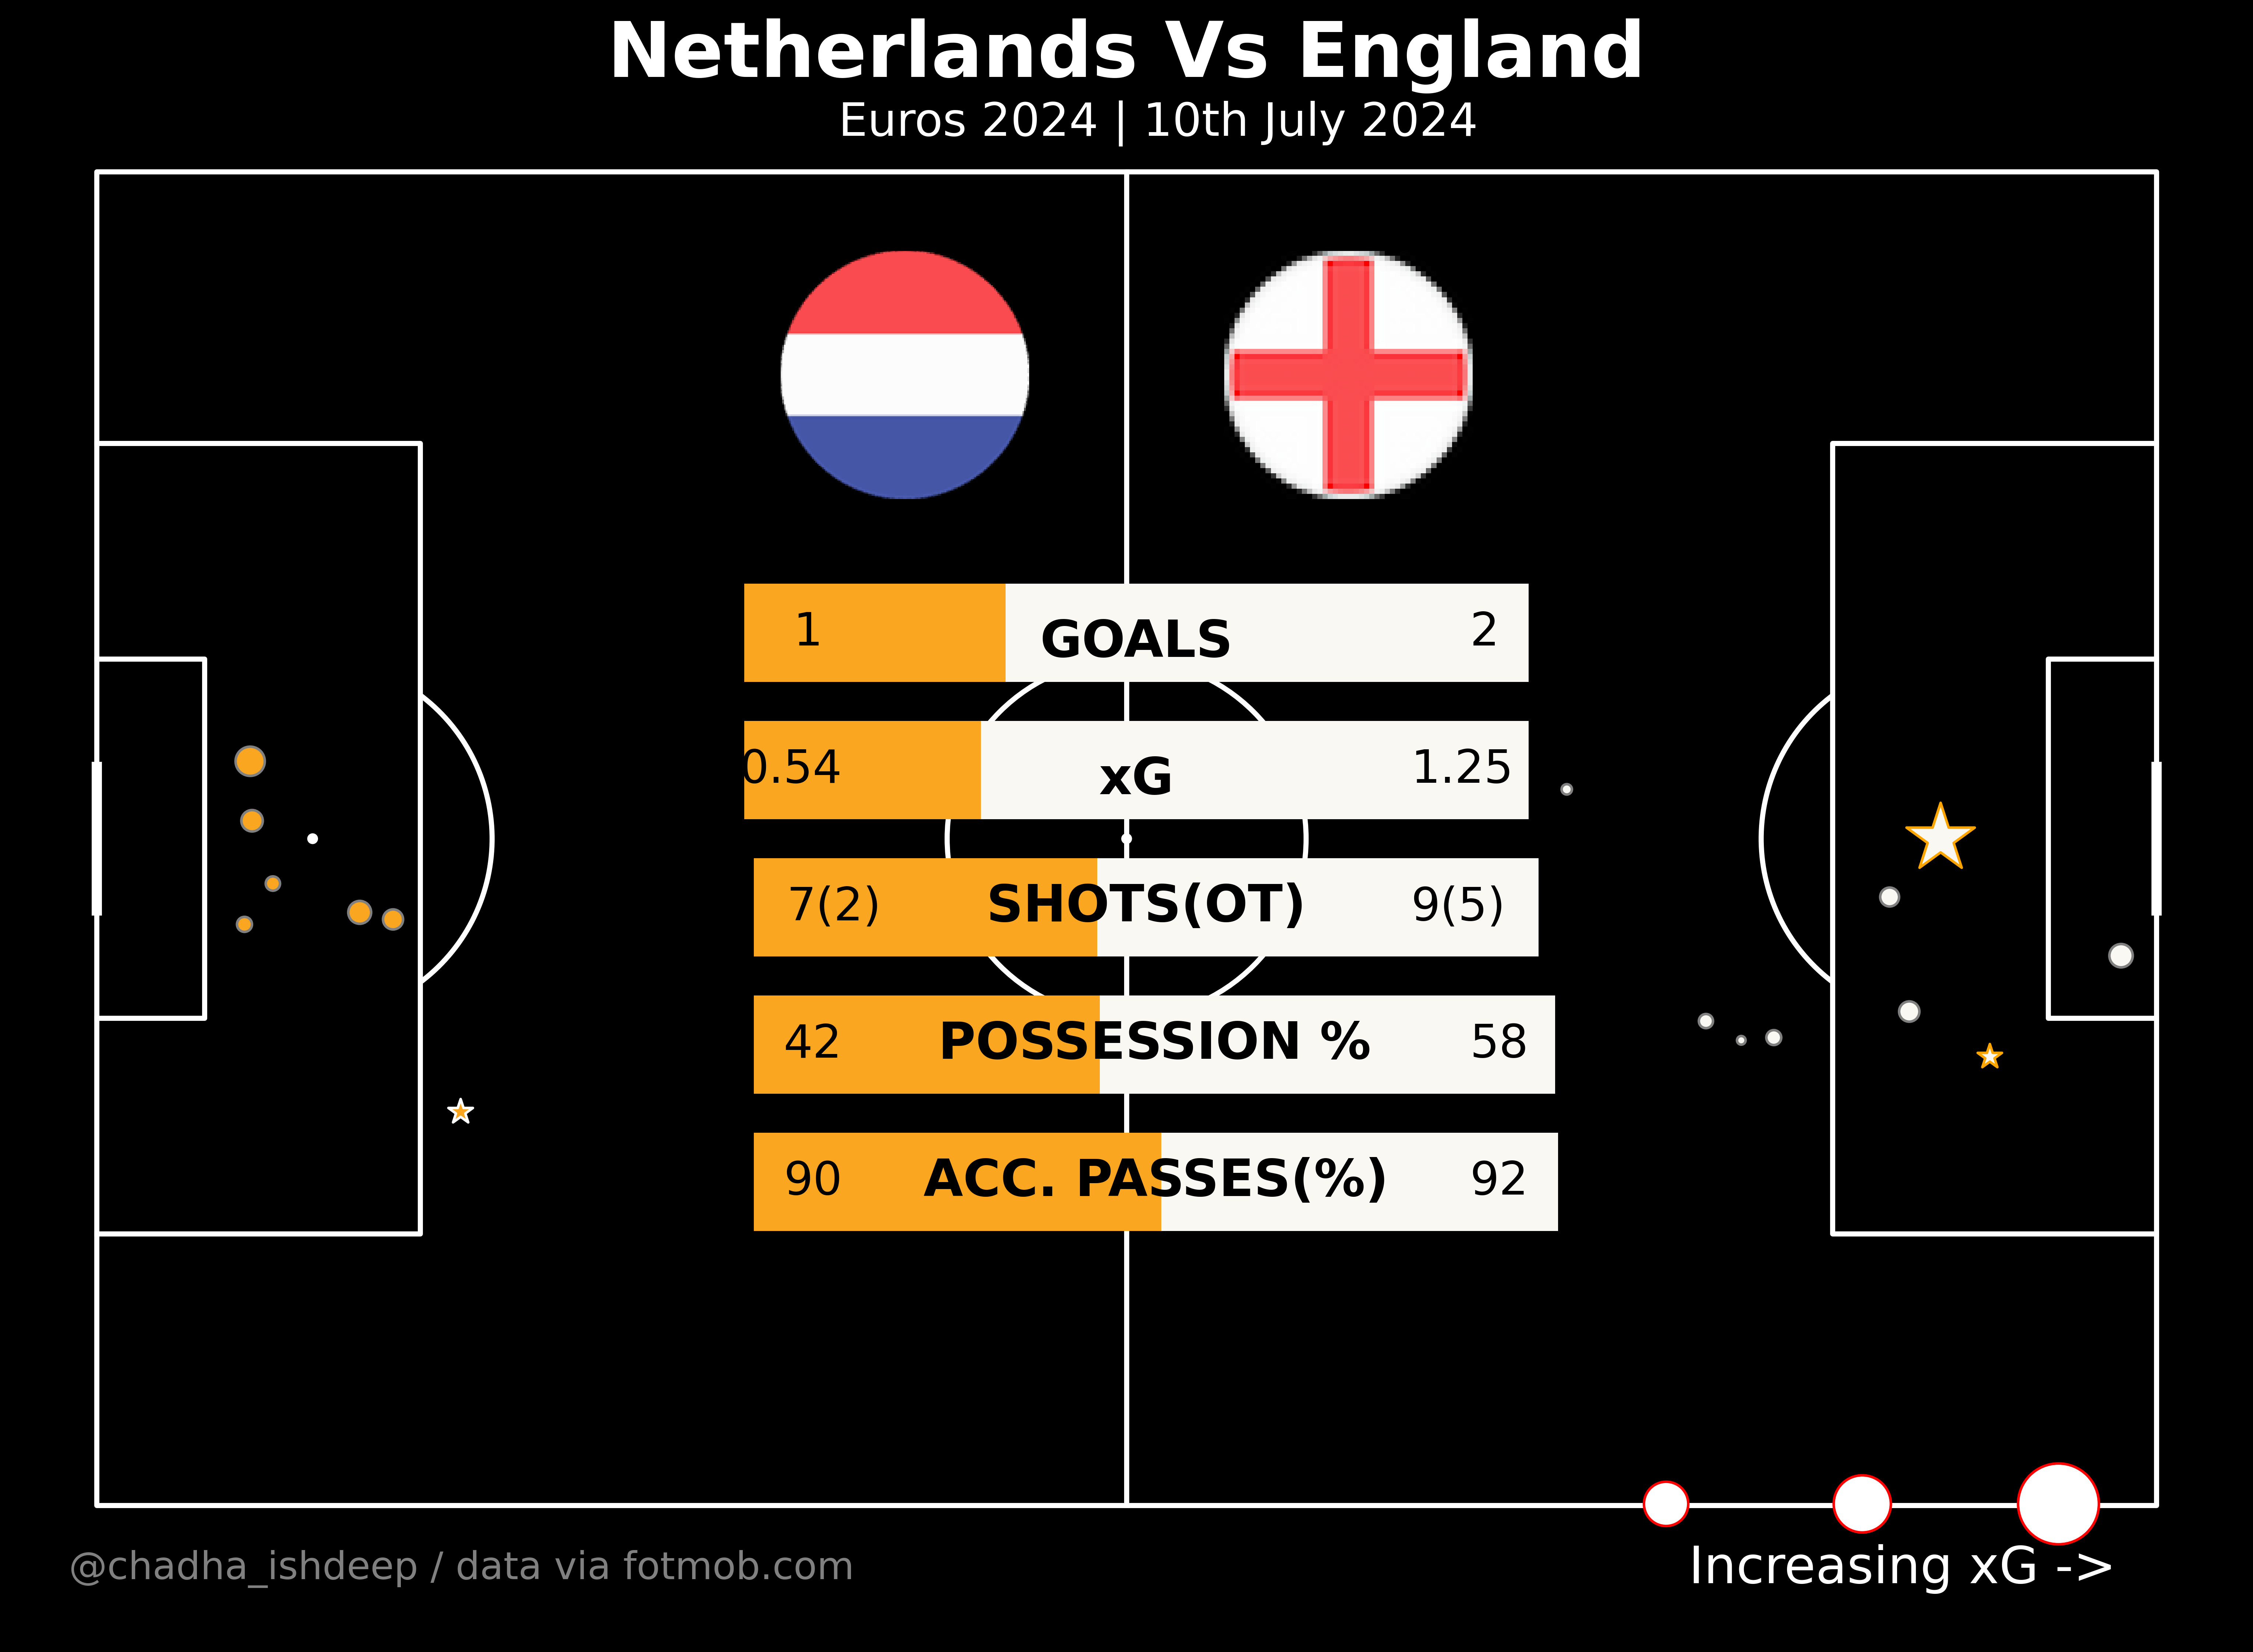 Netherlands Vs England
Euros 2024 | 10th July 2024
1 GOALS 2
0.54 xG 1.25
7(2) SHOTS(OT) 9(5)
42 POSSESSION % 58
90 ACC. PASSES(%) 92
@chadha_ishdeep / data via fotmob.com
Increasing xG ->